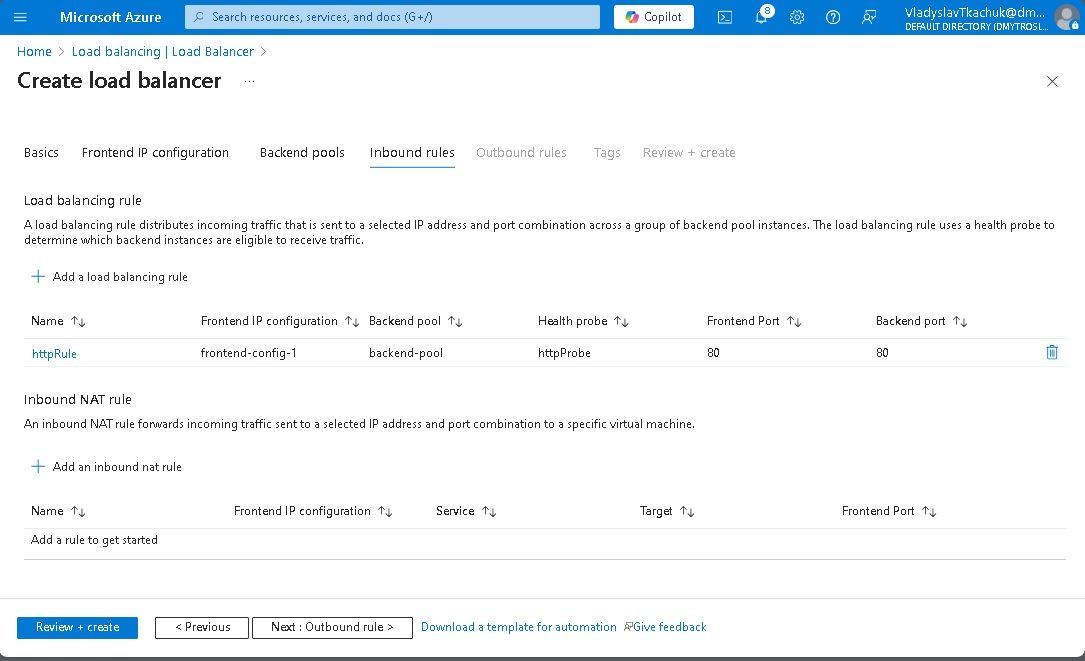 Microsoft Azure
Search resources, services, and docs (G+/)
Copilot
8
VladyslavTkachuk@dm...
DEFAULT DIRECTORY (DMYTROSL...
Home > Load balancing | Load Balancer >
Create load balancer ...
Basics Frontend IP configuration Backend pools Inbound rules Outbound rules Tags Review + create
Load balancing rule
A load balancing rule distributes incoming traffic that is sent to a selected IP address and port combination across a group of backend pool instances. The load balancing rule uses a health probe to
determine which backend instances are eligible to receive traffic.
+ Add a load balancing rule
Name ↑↓ Frontend IP configuration ↑↓ Backend pool ↑↓ Health probe ↑↓ Frontend Port ↑↓ Backend port ↑↓
httpRule frontend-config-1 backend-pool httpProbe 80 80
Inbound NAT rule
An inbound NAT rule forwards incoming traffic sent to a selected IP address and port combination to a specific virtual machine.
+ Add an inbound nat rule
Name ↑↓ Frontend IP configuration ↑↓ Service ↑↓ Target ↑↓ Frontend Port ↑↓
Add a rule to get started
Review + create < Previous Next : Outbound rule > Download a template for automation Give feedback